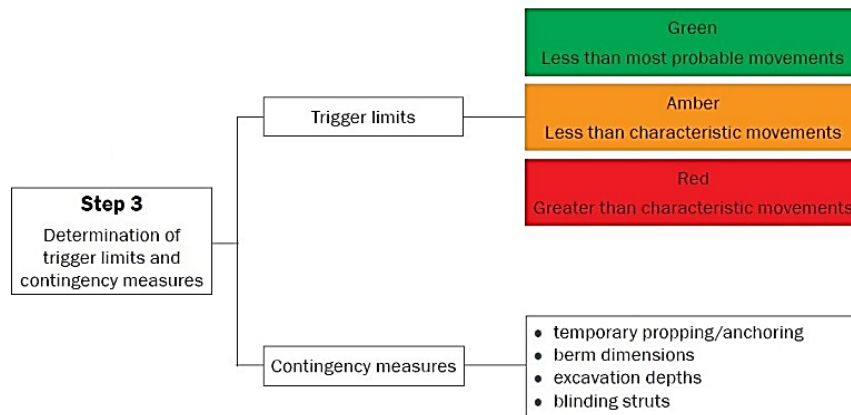 Step 3
Determination of
trigger limits and
contingency measures
Trigger limits
Green
Less than most probable movements
Amber
Less than characteristic movements
Red
Greater than characteristic movements
Contingency measures
• temporary propping/anchoring
• berm dimensions
• excavation depths
• blinding struts